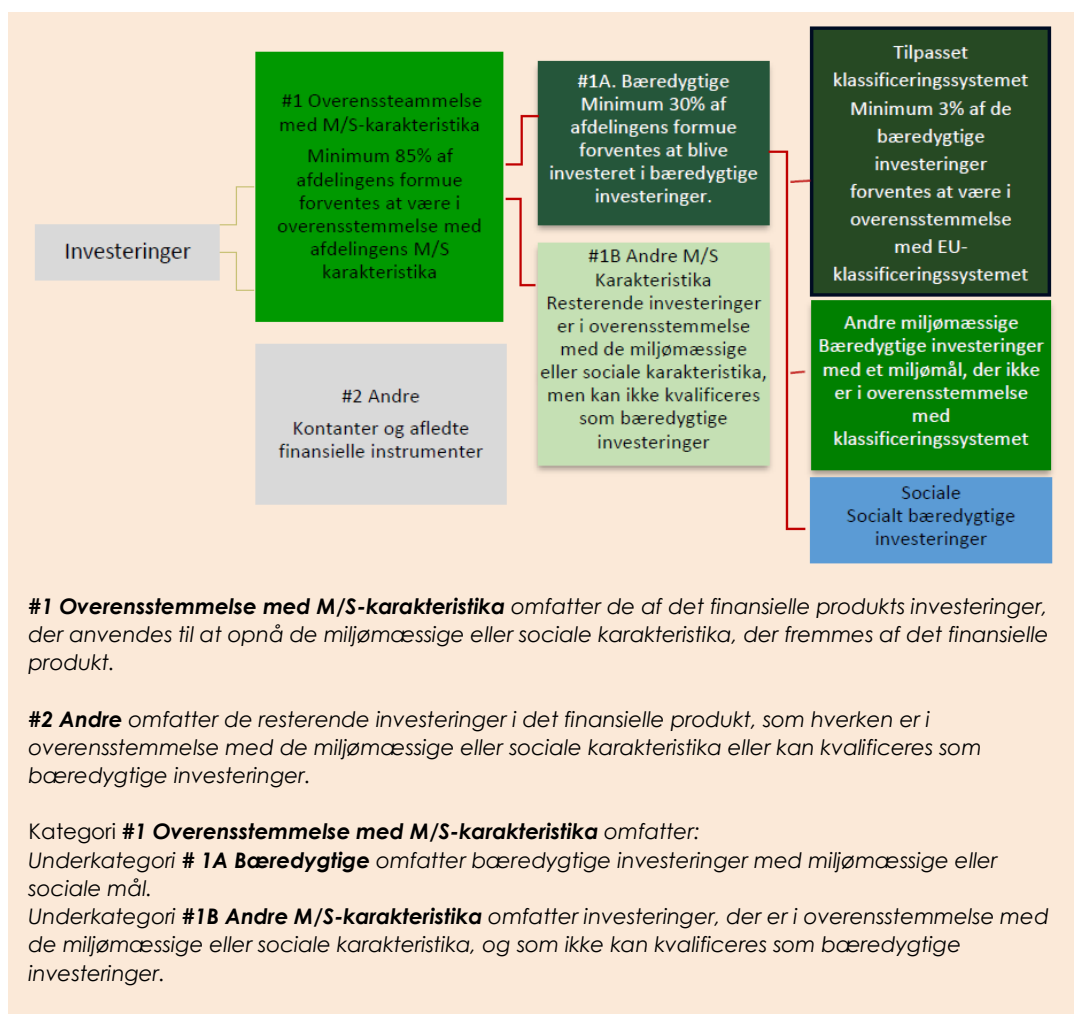 Investeringer
#1 Overenssteammelse
med M/S-karakteristika
Minimum 85% af
afdelingens formue
forventes at være i
overensstemmelse med
afdelingens M/S
karakteristika
#2 Andre
Kontanter og afledte
finansielle instrumenter
#1A. Bæredygtige
Minimum 30% af
afdelingens formue
forventes at blive
investeret i bæredygtige
investeringer.
#1B Andre M/S
Karakteristika
Resterende investeringer
er i overensstemmelse
med de miljømæssige
eller sociale karakteristika,
men kan ikke kvalificeres
som bæredygtige
investeringer
Tilpasset
klassificeringssystemet
Minimum 3% af de
bæredygtige
investeringer
forventes at være i
overensstemmelse
med EU-
klassificeringssystemet
Andre miljømæssige
Bæredygtige investeringer
med et miljømål, der ikke
er i overensstemmelse
med
klassificeringssystemet
Sociale
Socialt bæredygtige
investeringer
#1 Overensstemmelse med M/S-karakteristika omfatter de af det finansielle produkts investeringer,
der anvendes til at opnå de miljømæssige eller sociale karakteristika, der fremmes af det finansielle
produkt.
#2 Andre omfatter de resterende investeringer i det finansielle produkt, som hverken er i
overensstemmelse med de miljømæssige eller sociale karakteristika eller kan kvalificeres som
bæredygtige investeringer.
Kategori #1 Overensstemmelse med M/S-karakteristika omfatter:
Underkategori # 1A Bæredygtige omfatter bæredygtige investeringer med miljømæssige eller
sociale mål.
Underkategori #1B Andre M/S-karakteristika omfatter investeringer, der er i overensstemmelse med
de miljømæssige eller sociale karakteristika, og som ikke kan kvalificeres som bæredygtige
investeringer.